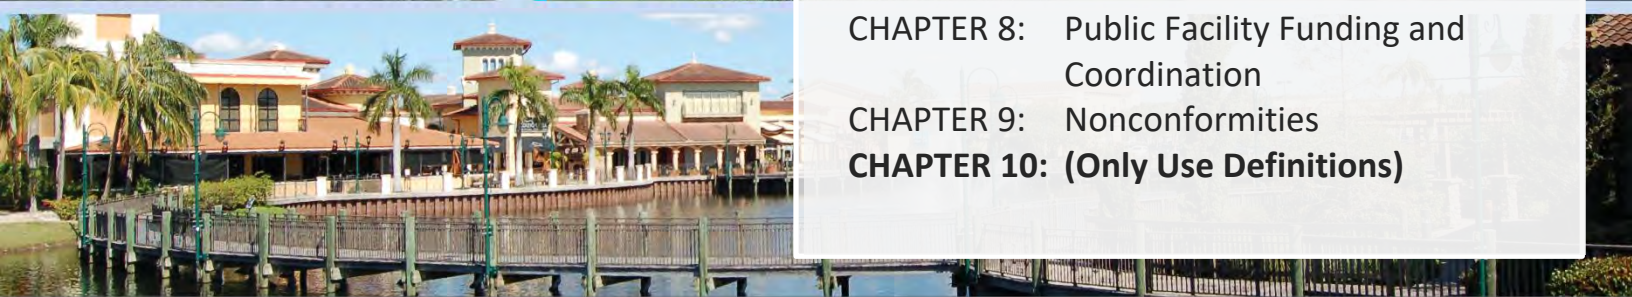 CHAPTER 8: Public Facility Funding and
Coordination
CHAPTER 9: Nonconformities
CHAPTER 10: (Only Use Definitions)